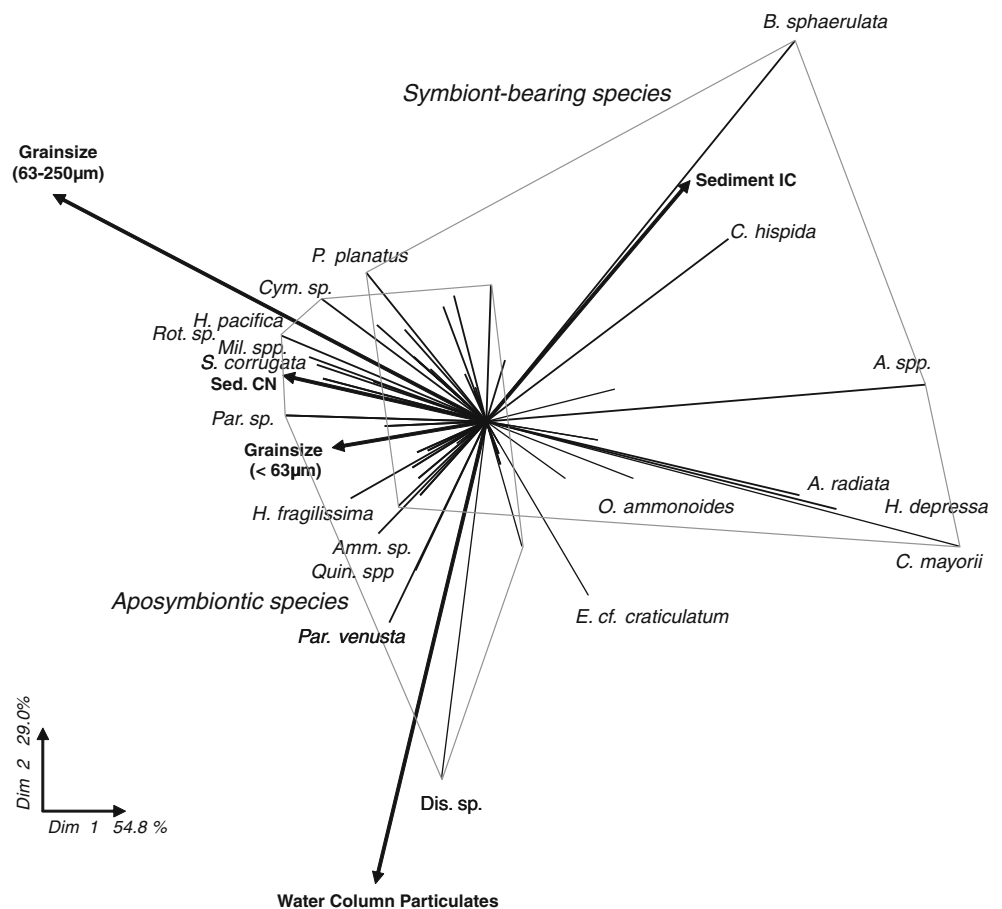 B. sphaerulata
Symbiont-bearing species
Grainsize
(63-250µm)
Sediment IC
C. hispida
P. planatus
Cym. sp.
H. pacifica
Rot. sp.
Mil. spp.
S. corrugata
A. spp.
Sed. CN
Par. sp.
Grainsize
(< 63µm)
A. radiata
H. fragilissima
O. ammonoides
H. depressa
Amm. sp.
C. mayorii
Quin. spp
Aposymbiontic species
E. cf. craticulatum
Par. venusta
Dim 2 29.0%
Dis. sp.
Dim 1 54.8 %
Water Column Particulates